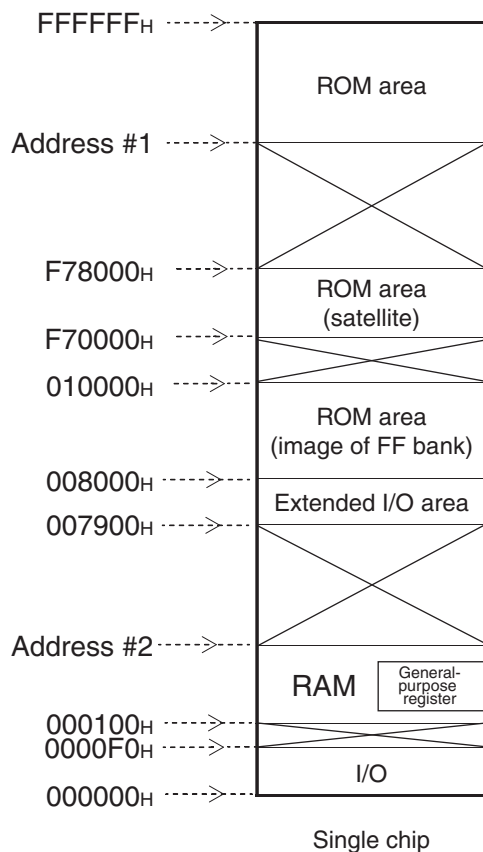 FFFFFFH
ROM area
Address #1
F78000H
ROM area
(satellite)
F70000H
010000H
ROM area
(image of FF bank)
008000H
Extended I/O area
007900H
Address #2
RAM
General-
purpose
register
000100H
0000F0H
I/O
000000H
Single chip